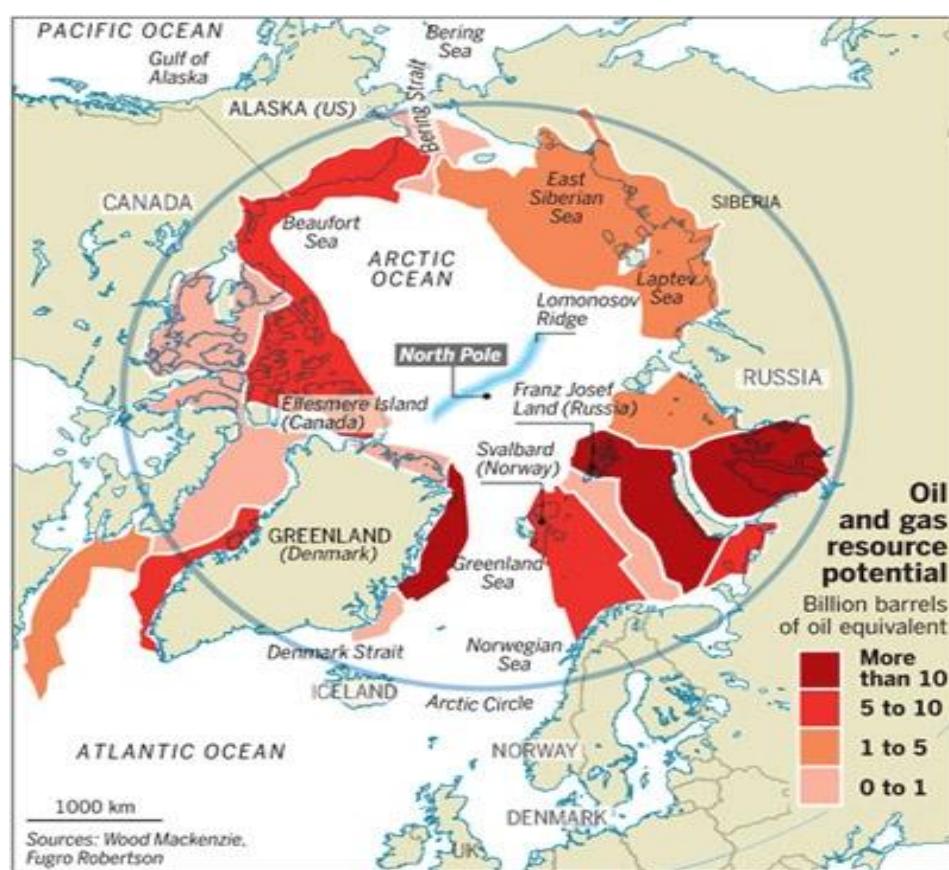 PACIFIC OCEAN
Gulf of
Alaska
Bering
Sea
Bering Strait
ALASKA (US)
CANADA
Beaufort
Sea
ARCTIC
OCEAN
East
Siberian
Sea
SIBERIA
Laptev
Sea
Lomonosov
Ridge
North Pole
Franz Josef
Land (Russia)
RUSSIA
Ellesmere Island
(Canada)
Svalbard
(Norway)
GREENLAND
(Denmark)
Greenland
Sea
Denmark Strait
Norwegian
Sea
ICELAND
Arctic Circle
ATLANTIC OCEAN
NORWAY
DENMARK
UK
Oil
and gas
resource
potential
Billion barrels
of oil equivalent
More
than 10
5 to 10
1 to 5
0 to 1
1000 km
Sources: Wood Mackenzie,
Fugro Robertson